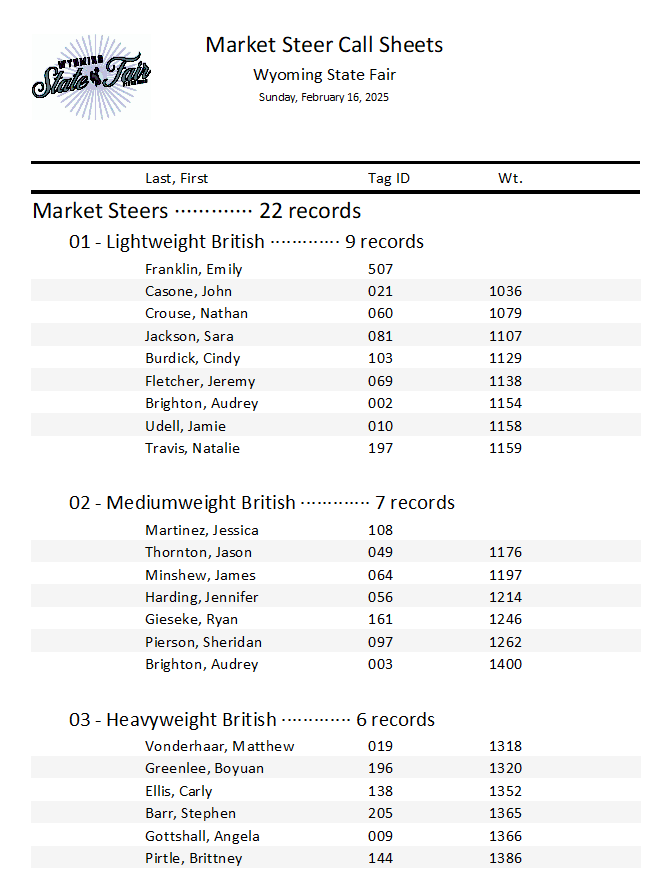 WYOMING
State Fair
Market Steer Call Sheets
Wyoming State Fair
Sunday, February 16, 2025
Last, First Tag ID Wt.
Market Steers ············· 22 records
01 - Lightweight British ············· 9 records
Franklin, Emily 507
Casone, John 021 1036
Crouse, Nathan 060 1079
Jackson, Sara 081 1107
Burdick, Cindy 103 1129
Fletcher, Jeremy 069 1138
Brighton, Audrey 002 1154
Udell, Jamie 010 1158
Travis, Natalie 197 1159
02 - Mediumweight British ············· 7 records
Martinez, Jessica 108
Thornton, Jason 049 1176
Minshew, James 064 1197
Harding, Jennifer 056 1214
Gieseke, Ryan 161 1246
Pierson, Sheridan 097 1262
Brighton, Audrey 003 1400
03 - Heavyweight British ············· 6 records
Vonderhaar, Matthew 019 1318
Greenlee, Boyuan 196 1320
Ellis, Carly 138 1352
Barr, Stephen 205 1365
Gottshall, Angela 009 1366
Pirtle, Brittney 144 1386